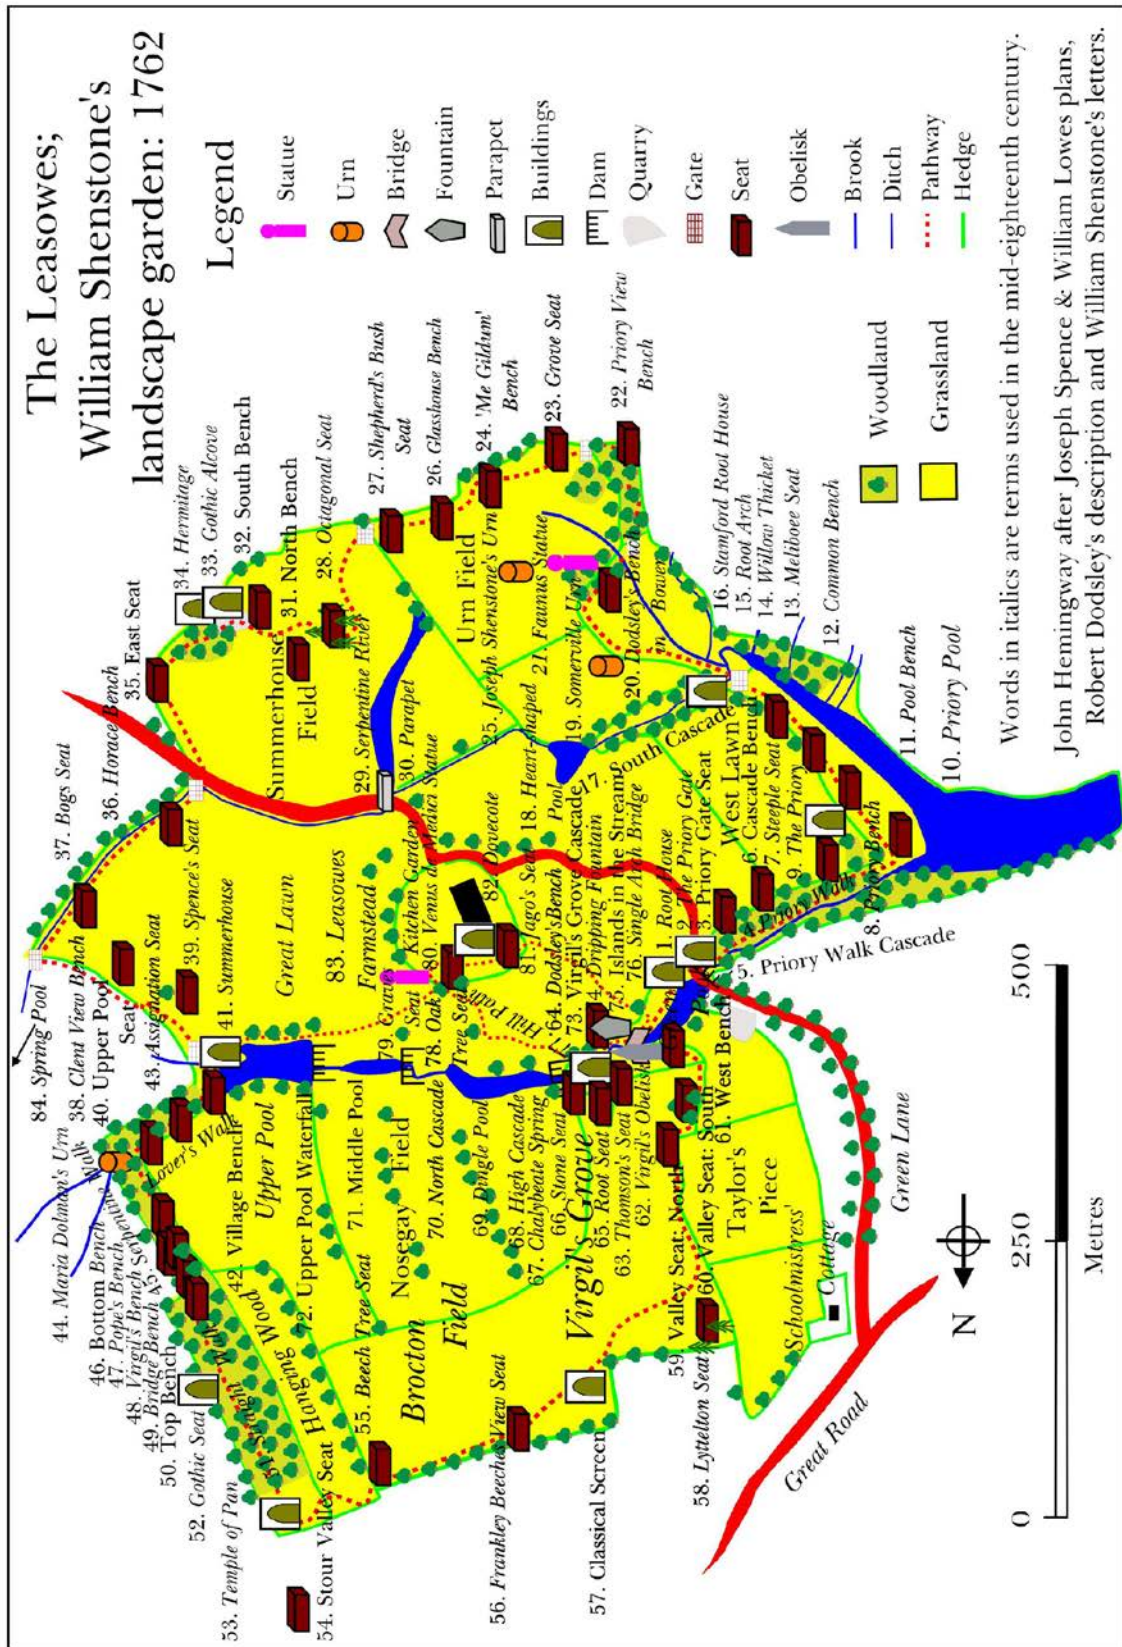 The Leasowes;
William Shenstone's
landscape garden: 1762
Legend
Statue
Urn
Bridge
Fountain
Parapct
Buildings
Dam
Quarry
Gate
Seat
Obelisk
Brook
Ditch
Pathway
Hedge
Woodland
Grassland
Words in italics are terms used in the mid-eighteenth century.
John Hemingway after Joseph Spence & William Lowes plans,
Robert Dodsley's description and William Shenstone's letters.
84. Spring Pool
37. Bogs Seat
36. Horace Bench
35. East Seat
34. Hermitage
33. Gothic Alcove
32. South Bench
31. North Bench
28. Octagonal Seat
27. Shepherd's Bush
Seat
26. Glasshouse Bench
24. 'Me Gildum'
Bench
23. Grove Seat
22. Priory View
Bench
44. Maria Dolman's Urn
38. Clent View Bench
40. Upper Pool
Seat
43. Assignation Seat
39. Spence's Seat
41. Summerhouse
Great Lawn
83. Leasowes
Farmstead
Kitchen Garden
80. Venus de Medici Statue
82. Dovecote
81. Jago's Seat
Summerhouse
Field
29. Serpentine River
30. Parapet
25. Joseph Shenstone's Urn
Urn Field
21. Faunus Statue
19. Somerville Urn
20. Dodsley's Bench
in
Bower
18. Heart-shaped
Pool
17. South Cascade
16. Stamford Root House
15. Root Arch
14. Willow Thicket
13. Melibee Seat
12. Common Bench
11. Pool Bench
10. Priory Pool
46. Bottom Bench
47. Pope's Bench
48. Virgil's Bench
45. Serpentine Walk
49. Bridge Bench
50. Top Bench
Lover's Walk
42. Village Bench
Upper Pool
72. Upper Pool Waterfall
71. Middle Pool
79. Graves
Seat
78. Oak
Tree Seat
Hill Path
77.
64. Dodsley's Bench
73. Virgil's Grove Cascade
74. Dripping Fountain
75. Islands in the Stream
76. Single Arch Bridge
1. Root House
2. The Priory Gate
3. Priory Gate Seat
West Lawn
6. Cascade Bench
7. Steeple Seat
9. The Priory
4. Priory Walk
8. Priory Bench
5. Priory Walk Cascade
52. Gothic Seat
51. Straight Walk
Hanging Wood
53. Temple of Pan
54. Stour Valley Seat
55. Beech Tree Seat
Nosegay
Field
70. North Cascade
69. Dingle Pool
68. High Cascade
67. Chalybeate Spring
66. Stone Seat
65. Root Seat
63. Thomson's Seat
62. Virgil's Obelisk
Virgil's Grove
Brocton
Field
56. Frankley Beeches View Seat
57. Classical Screen
59. Valley Seat: North
60. Valley Seat: South
61. West Bench
58. Lyttelton Seat
Taylor's
Piece
Schoolmistress'
Cottage
Green Lane
Great Road
N
0
250
500
Metres